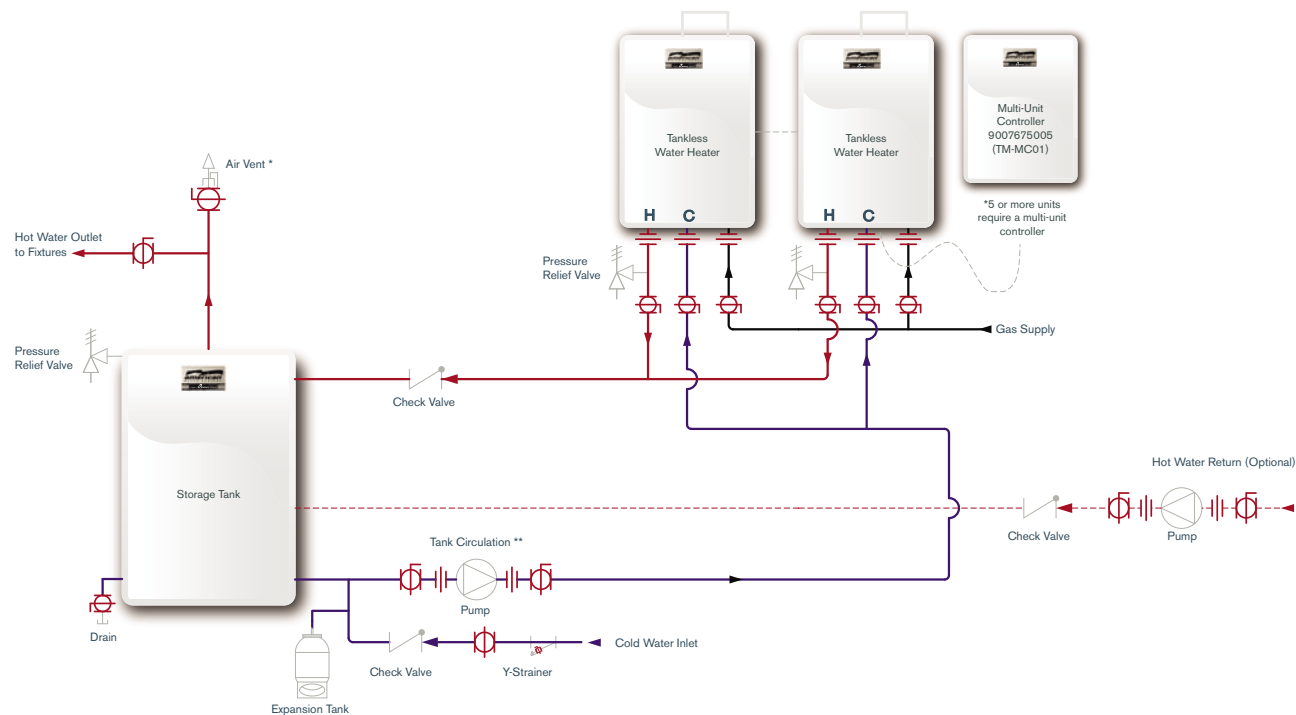 Tankless
Water Heater
Tankless
Water Heater
Multi-Unit
Controller
9007675005
(TM-MC01)
Air Vent *
H C
H C
*5 or more units
require a multi-unit
controller
Hot Water Outlet
to Fixtures
Pressure
Relief Valve
Gas Supply
Pressure
Relief Valve
Check Valve
Hot Water Return (Optional)
Storage Tank
Check Valve
Pump
Tank Circulation **
Pump
Drain
Cold Water Inlet
Check Valve
Y-Strainer
Expansion Tank